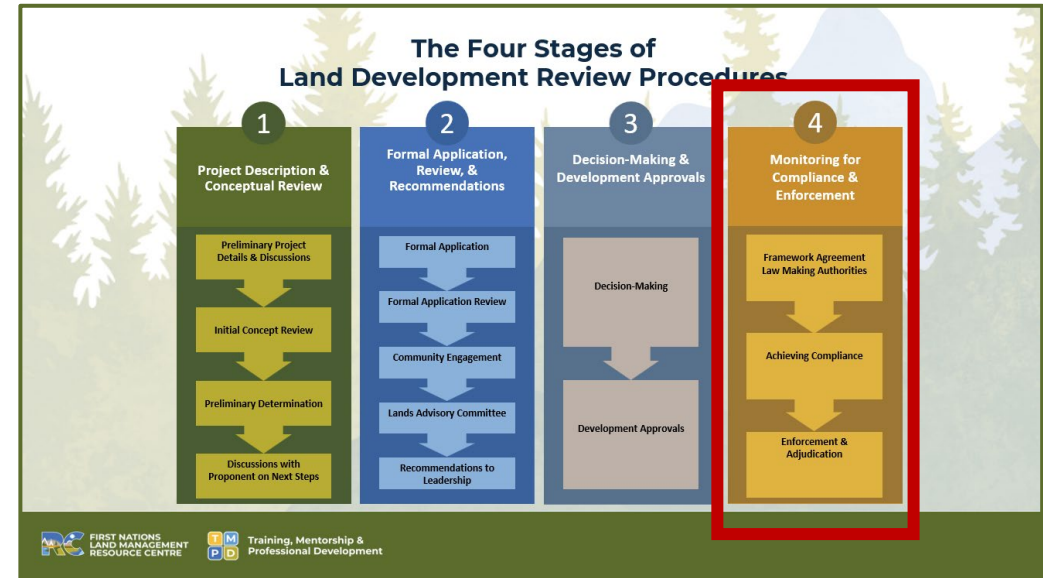 The Four Stages of
Land Development Review Procedures
1
Project Description &
Conceptual Review
Preliminary Project
Details & Discussions
Initial Concept Review
Preliminary Determination
Discussions with
Proponent on Next Steps
2
Formal Application,
Review, &
Recommendations
Formal Application
Formal Application Review
Community Engagement
Lands Advisory Committee
Recommendations to
Leadership
3
Decision-Making &
Development Approvals
Decision-Making
Development Approvals
4
Monitoring for
Compliance &
Enforcement
Framework Agreement
Law Making Authorities
Achieving Compliance
Enforcement &
Adjudication
RC
FIRST NATIONS
LAND MANAGEMENT
RESOURCE CENTRE
T M
P D
Training, Mentorship &
Professional Development